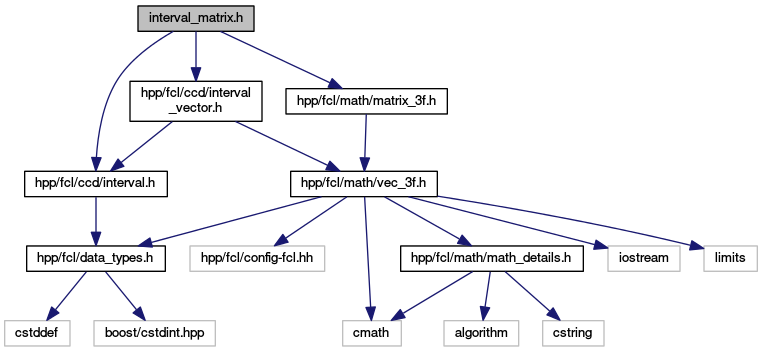 interval_matrix.h
hpp/fcl/ccd/interval
_vector.h
hpp/fcl/math/matrix_3f.h
hpp/fcl/ccd/interval.h
hpp/fcl/math/vec_3f.h
hpp/fcl/data_types.h
hpp/fcl/config-fcl.hh
hpp/fcl/math/math_details.h
iostream
limits
cstddef
boost/cstdint.hpp
cmath
algorithm
cstring